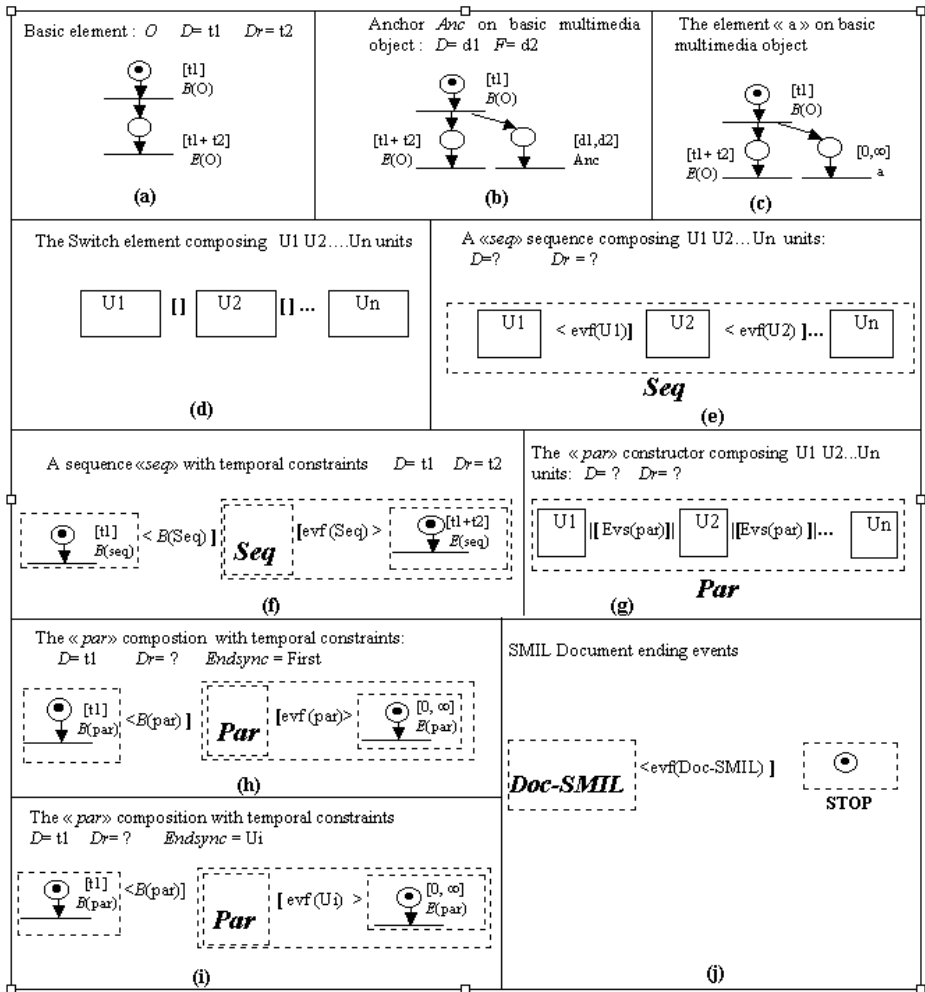 Basic element : O D= t1 Dr= t2
[t1]
B(O)
[t1+ t2]
E(O)
(a)
Anchor Anc on basic multimedia
object : D= d1 F= d2
[t1]
B(O)
[t1+ t2]
E(O)
[d1,d2]
Anc
(b)
The element « a » on basic
multimedia object
[t1]
B(O)
[t1+ t2]
E(O)
[0,∞]
a
(c)
The Switch element composing U1 U2….Un units
U1 [] U2 [] ... Un
(d)
A «seq» sequence composing U1 U2…Un units:
D=? Dr = ?
U1 < evf(U1)] U2 < evf(U2) ]... Un
Seq
(e)
A sequence «seq» with temporal constraints D= t1 Dr= t2
[t1]
B(seq)
< B(Seq) ]
Seq
[evf (Seq) >
[t1+t2]
E(seq)
(f)
The « par» constructor composing U1 U2...Un
units: D= ? Dr= ?
U1 |[ Evs(par)]| U2 |[Evs(par) ]|... Un
Par
(g)
The « par» compostion with temporal constraints:
D= t1 Dr= ? Endsync = First
[t1]
B(par)
<B(par) ]
Par
[evf (par)>
[0, ∞]
E(par)
(h)
The « par» composition with temporal constraints
D= t1 Dr= ? Endsync = Ui
[t1]
B(par)
<B(par)]
Par
[ evf (Ui) >
[0, ∞]
E(par)
(i)
SMIL Document ending events
Doc-SMIL
<evf(Doc-SMIL) ]
STOP
(j)